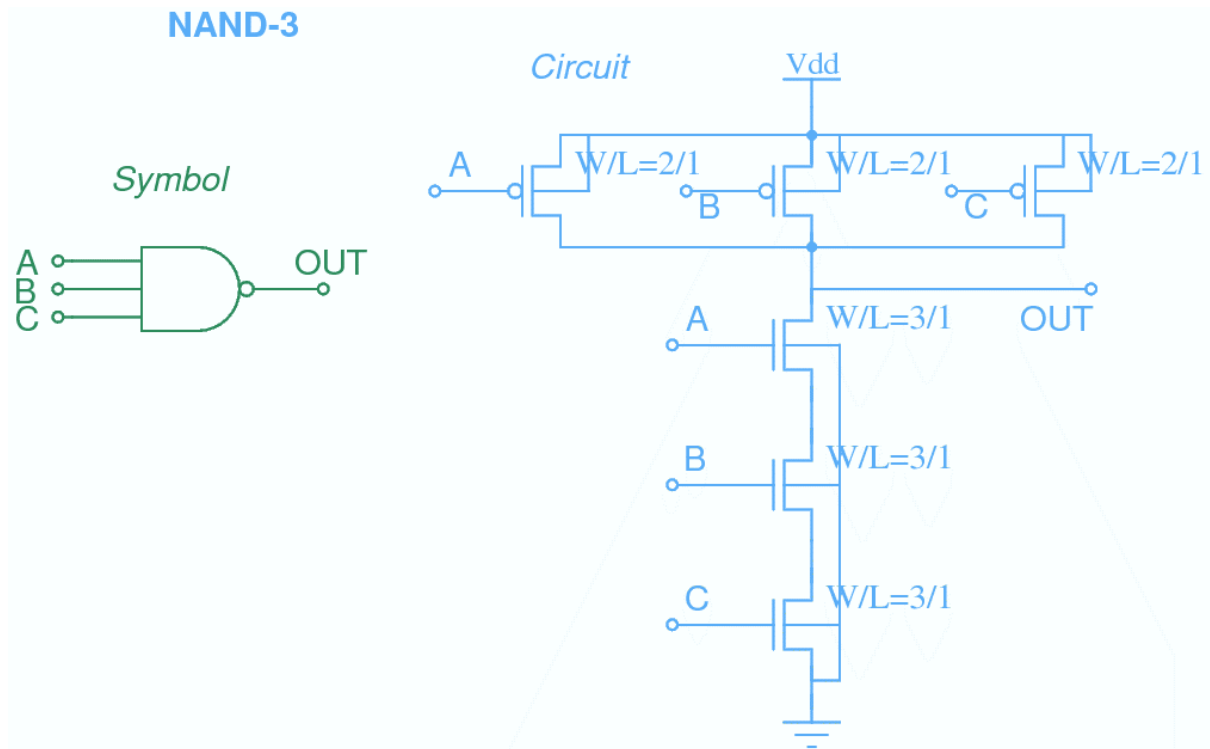 NAND-3
Circuit
Vdd
Symbol
A
W/L=2/1
B
W/L=2/1
C
W/L=2/1
A
B
C
OUT
A
W/L=3/1
OUT
B
W/L=3/1
C
W/L=3/1